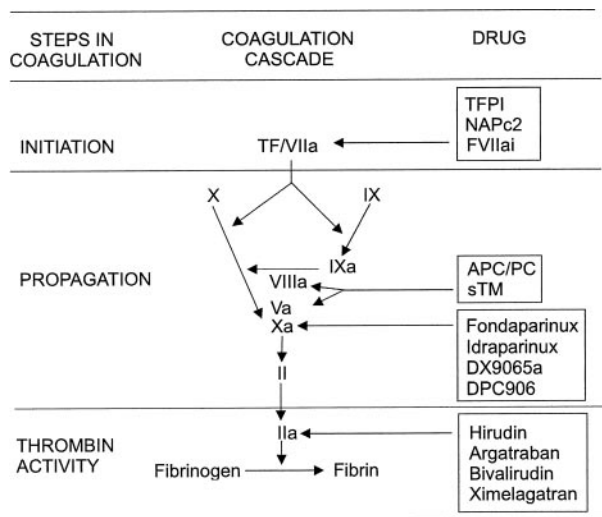 STEPS IN
COAGULATION
COAGULATION
CASCADE
DRUG
INITIATION
TF/VIIa
TFPI
NAPc2
FVIIai
PROPAGATION
X
IX
IXa
VIIIa
Va
Xa
II
APC/PC
sTM
Fondaparinux
Idraparinux
DX9065a
DPC906
THROMBIN
ACTIVITY
IIa
Fibrinogen
Fibrin
Hirudin
Argatraban
Bivalirudin
Ximelagatran